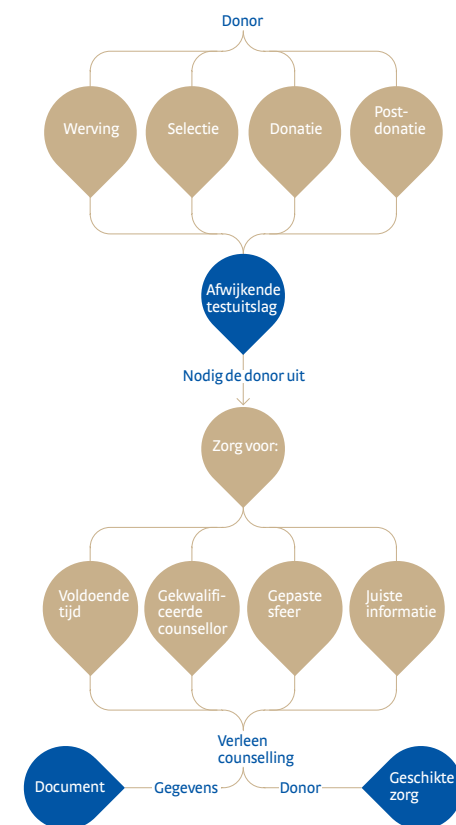 Donor
Werving
Selectie
Donatie
Post-
donatie
Afwijkende
testuitslag
Nodig de donor uit
Zorg voor:
Voldoende
tijd
Gekwalifi-
ceerde
counsellor
Gepaste
sfeer
Juiste
informatie
Verleen
counselling
Document
Gegevens
Donor
Geschikte
zorg